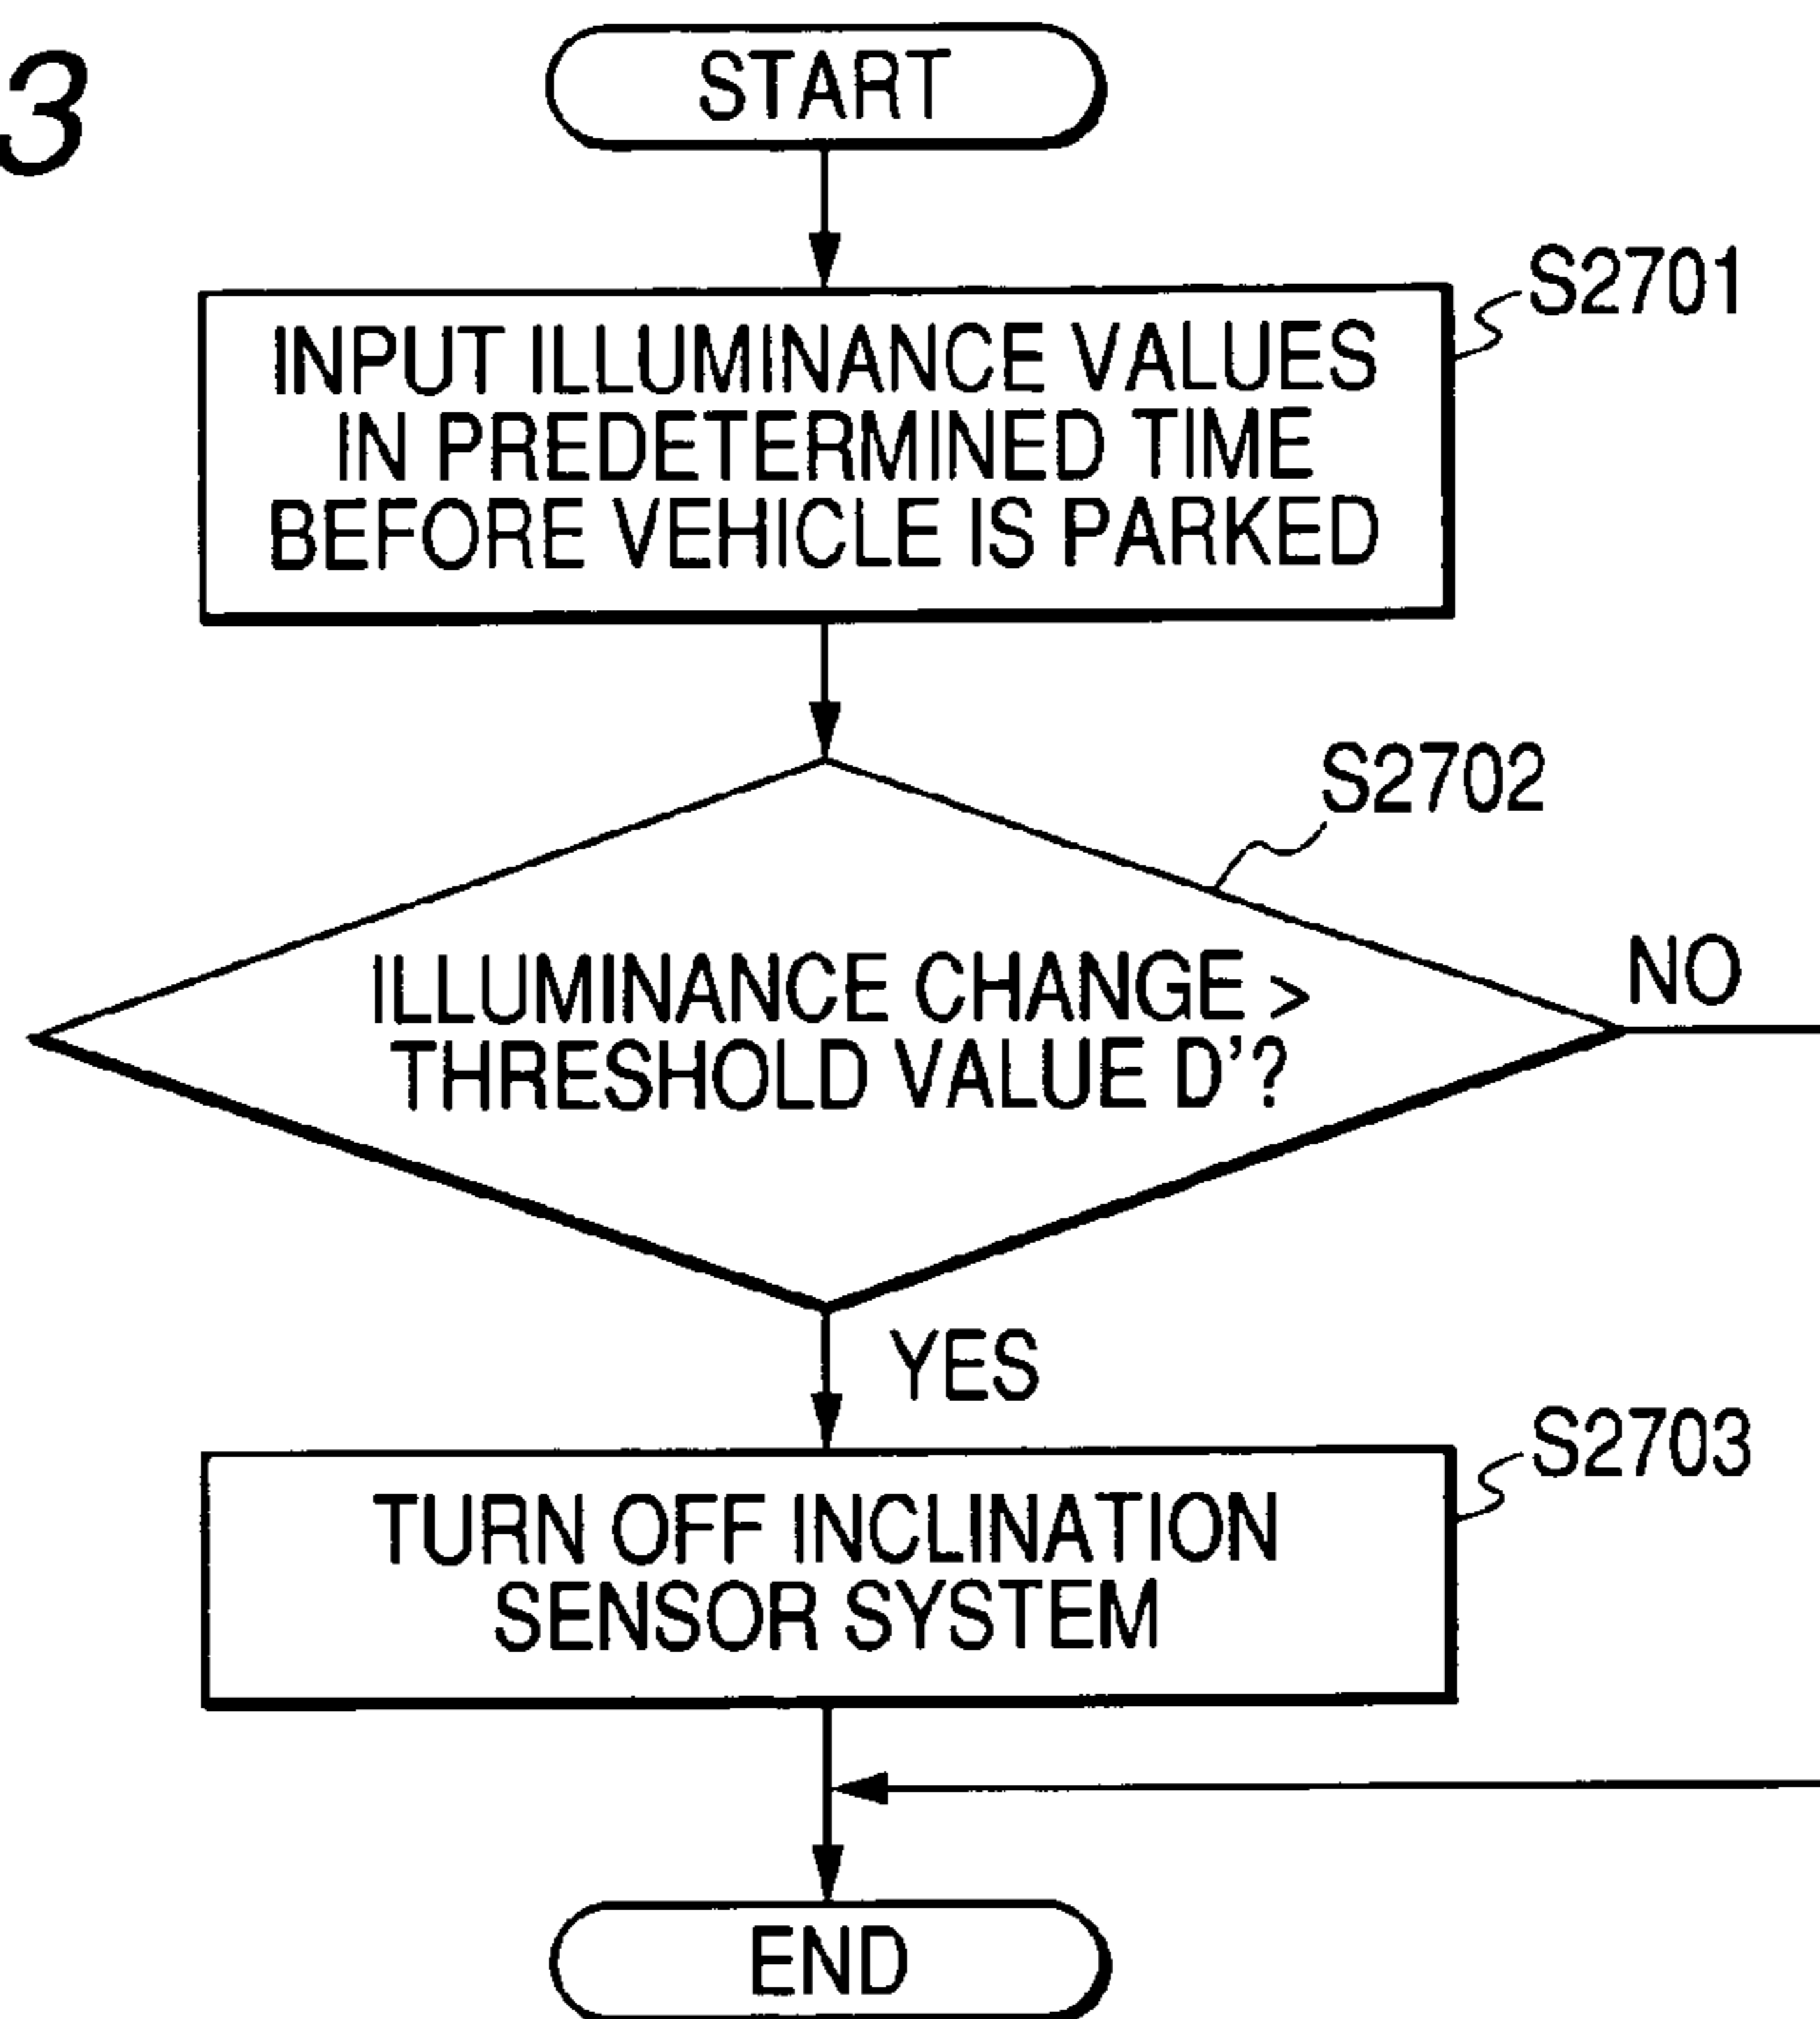 3
START
S2701
INPUT ILLUMINANCE VALUES
IN PREDETERMINED TIME
BEFORE VEHICLE IS PARKED
S2702
ILLUMINANCE CHANGE >
THRESHOLD VALUE D'?
NO
YES
S2703
TURN OFF INCLINATION
SENSOR SYSTEM
END